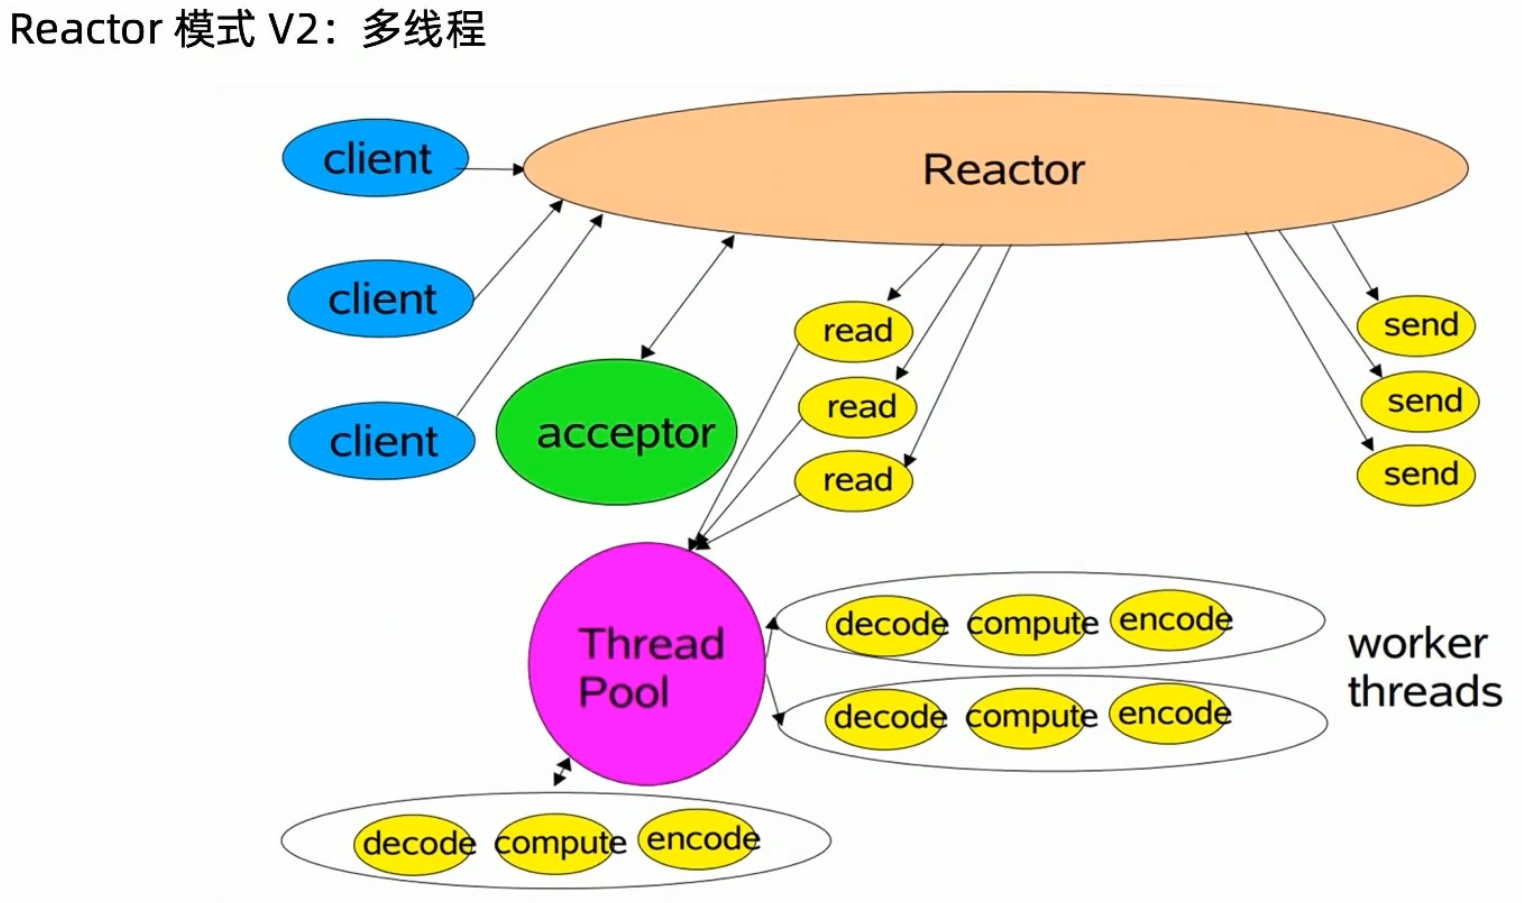 Reactor 模式 V2：多线程
client
Reactor
client
client
acceptor
read
read
read
send
send
send
Thread
Pool
decode compute encode
decode compute encode
worker
threads
decode compute encode